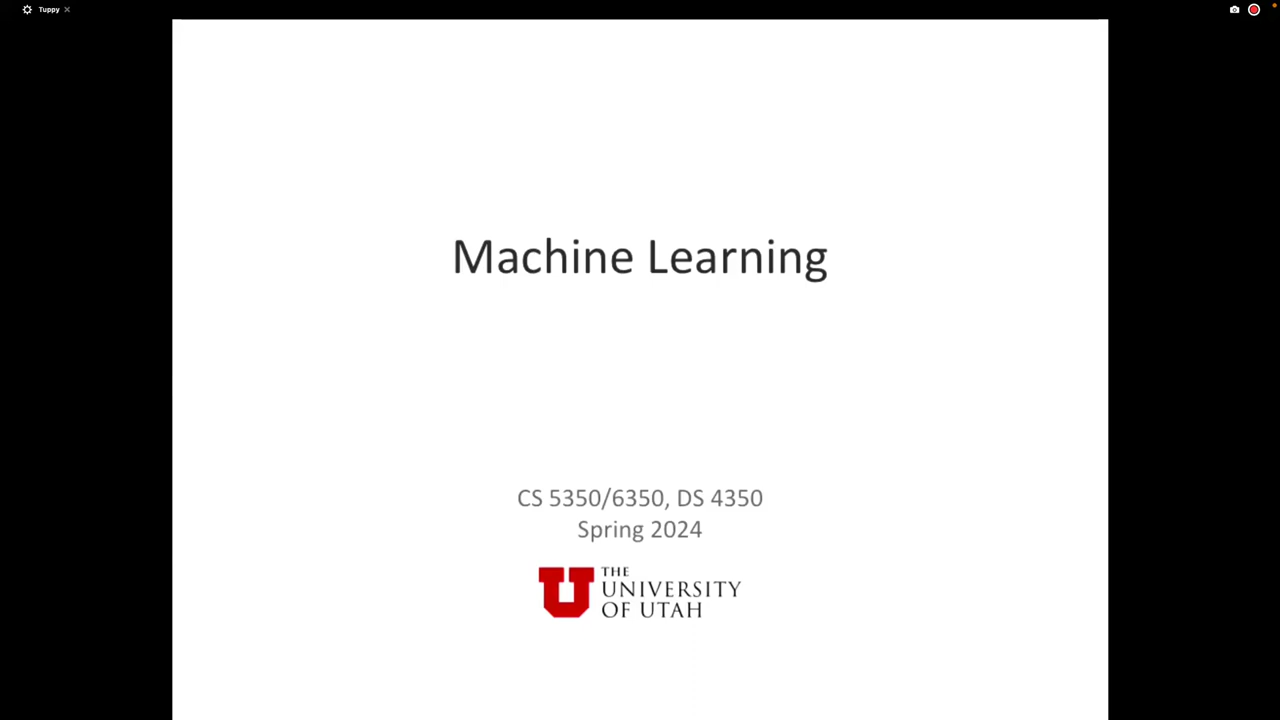 Tuppy
Machine Learning
CS 5350/6350, DS 4350
Spring 2024
THE
UNIVERSITY
OF UTAH